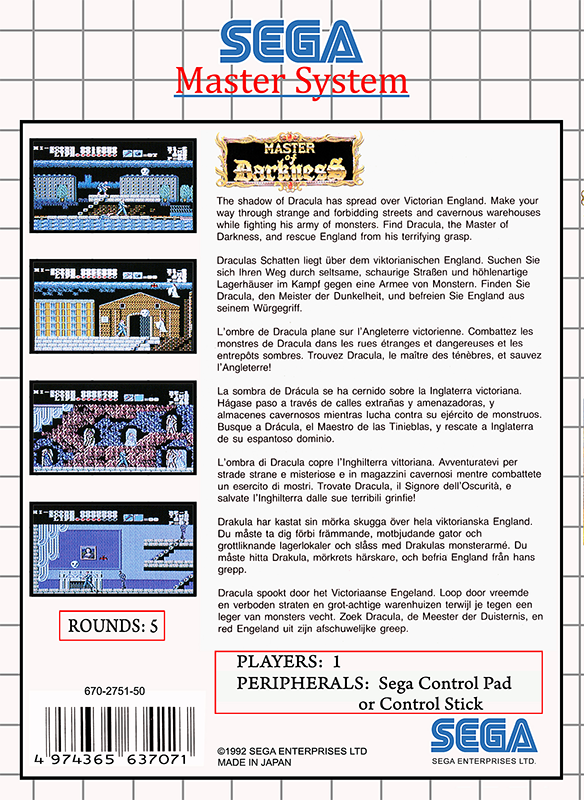 SEGA
Master System
MASTER
of
Darkness
The shadow of Dracula has spread over Victorian England. Make your
way through strange and forbidding streets and cavernous warehouses
while fighting his army of monsters. Find Dracula, the Master of
Darkness, and rescue England from his terrifying grasp.
Draculas Schatten liegt über dem viktorianischen England. Suchen Sie
sich Ihren Weg durch seltsame, schaurige Straßen und höhlenartige
Lagerhäuser im Kampf gegen eine Armee von Monstern. Finden Sie
Dracula, den Meister der Dunkelheit, und befreien Sie England aus
seinem Würgegriff.
L'ombre de Dracula plane sur l'Angleterre victorienne. Combattez les
monstres de Dracula dans les rues étranges et dangereuses et les
entrepôts sombres. Trouvez Dracula, le maître des ténèbres, et sauvez
l'Angleterre!
La sombra de Drácula se ha cernido sobre la Inglaterra victoriana.
Hágase paso a través de calles extrañas y amenazadoras, y
almacenes cavernosos mientras lucha contra su ejército de monstruos.
Busque a Drácula, el Maestro de las Tinieblas, y rescate a Inglaterra
de su espantoso dominio.
L'ombra di Dracula copre l'Inghilterra vittoriana. Avventuratevi per
strade strane e misteriose e in magazzini cavernosi mentre combattete
un esercito di mostri. Trovate Dracula, il Signore dell'Oscurità, e
salvate l'Inghilterra dalle sue terribili grinfie!
Drakula har kastat sin mörka skugga över hela viktorianska England.
Du måste ta dig förbi främmande, motbjudande gator och
grottliknande lagerlokaler och slåss med Drakulas monsterarmé. Du
måste hitta Drakula, mörkrets härskare, och befria England från hans
grepp.
Dracula spookt door het Victoriaanse Engeland. Loop door vreemde
en verboden straten en grot-achtige warenhuizen terwijl je tegen een
leger van monsters vecht. Zoek Dracula, de Meester der Duisternis, en
red Engeland uit zijn afschuwelijke greep.
ROUNDS: 5
PLAYERS: 1
PERIPHERALS: Sega Control Pad
or Control Stick
670-2751-50
4 974365 637071
©1992 SEGA ENTERPRISES LTD
MADE IN JAPAN
SEGA
SEGA ENTERPRISES LTD.